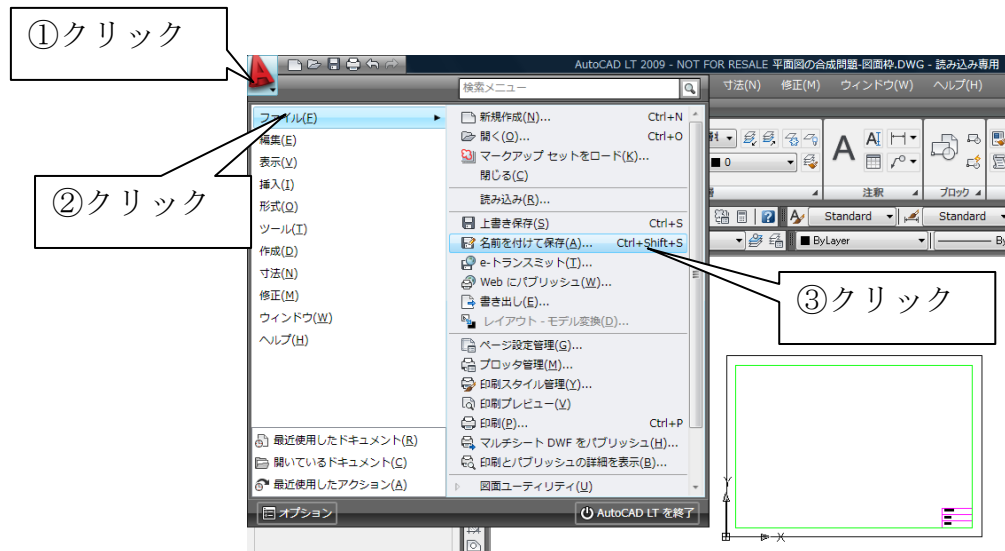 ①クリック
AutoCAD LT 2009 - NOT FOR RESALE 平面図の合成問題-図面枠.DWG - 読み込み専用
検索メニュー
寸法(N) 修正(M) ウィンドウ(W) ヘルプ(H)
ファイル(F)
編集(E)
表示(V)
挿入(I)
形式(O)
ツール(T)
作成(D)
寸法(N)
修正(M)
ウィンドウ(W)
ヘルプ(H)
②クリック
新規作成(N)... Ctrl+N
開く(O)... Ctrl+O
マークアップ セットをロード(K)...
閉じる(C)
読み込み(R)...
上書き保存(S) Ctrl+S
名前を付けて保存(A)... Ctrl+Shift+S
e-トランスミット(T)...
Web にパブリッシュ(W)...
書き出し(E)...
レイアウト - モデル変換(D)...
ページ設定管理(G)...
プロッタ管理(M)...
印刷スタイル管理(Y)...
印刷プレビュー(V)
印刷(P)... Ctrl+P
マルチシート DWF をパブリッシュ(H)...
印刷とパブリッシュの詳細を表示(B)...
図面ユーティリティ(U)
最近使用したドキュメント(R)
開いているドキュメント(C)
最近使用したアクション(A)
オプション
AutoCAD LT を終了
0
A
注釈
ブロック
Standard
Standard
ByLayer
By
③クリック
Y
X